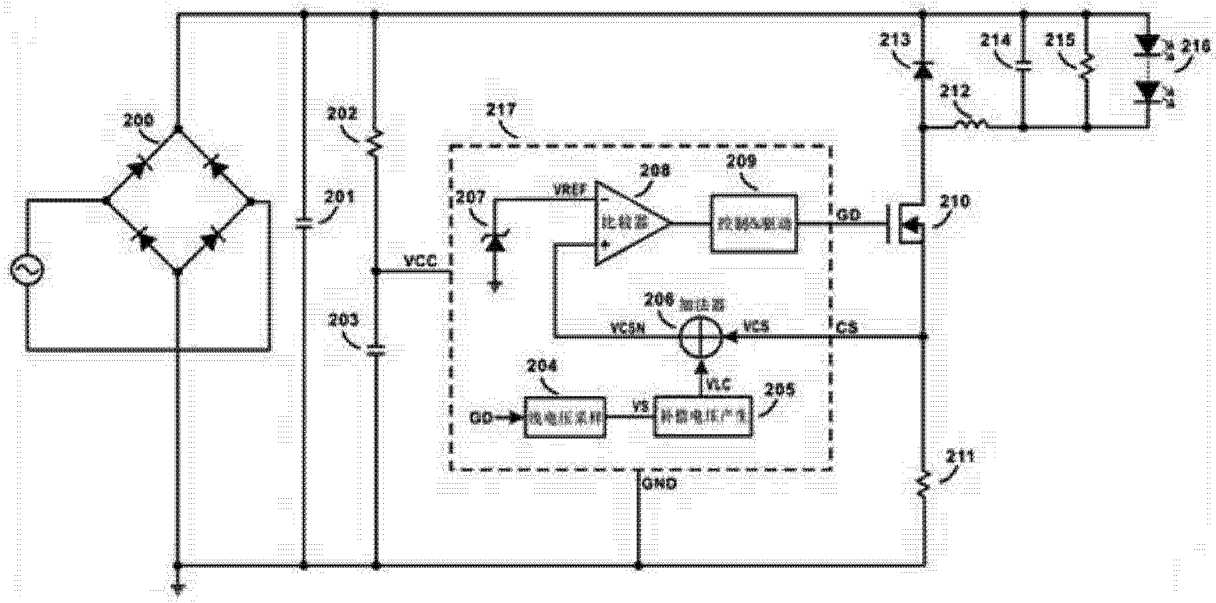 213
214
215
216
200
202
212
217
208
209
207
VREF
比较器
控制&驱动
GD
210
201
VCC
206
加法器
203
VCSN
VCS
CS
204
VLC
205
GD
线电压采样
VS
补偿电压产生
211
GND